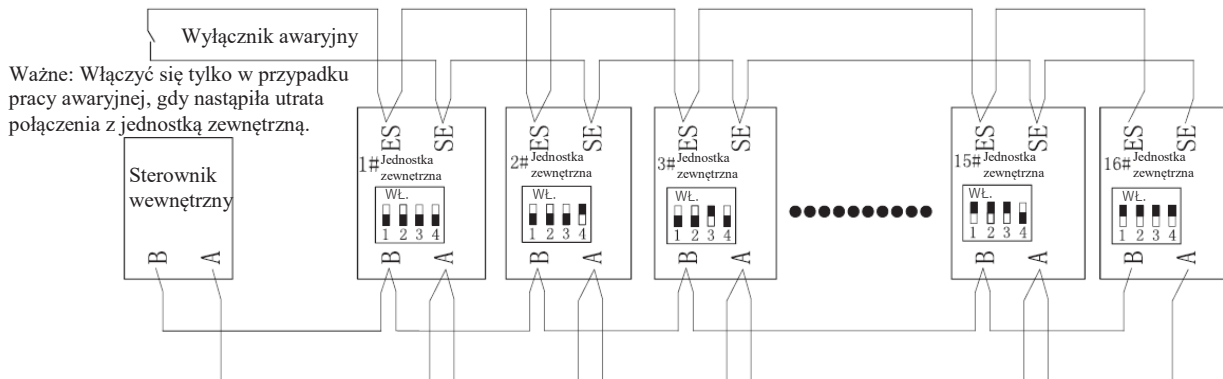 Wyłącznik awaryjny
Ważne: Włączyć się tylko w przypadku
pracy awaryjnej, gdy nastąpiła utrata
połączenia z jednostką zewnętrzną.
Sterownik
wewnętrzny
B A
ES SE
1# Jednostka
zewnętrzna
WŁ.
1 2 3 4
B A
ES SE
2# Jednostka
zewnętrzna
WŁ.
1 2 3 4
B A
ES SE
3# Jednostka
zewnętrzna
WŁ.
1 2 3 4
B A
ES SE
15# Jednostka
zewnętrzna
WŁ.
1 2 3 4
B A
ES SE
16# Jednostka
zewnętrzna
WŁ.
1 2 3 4
B A